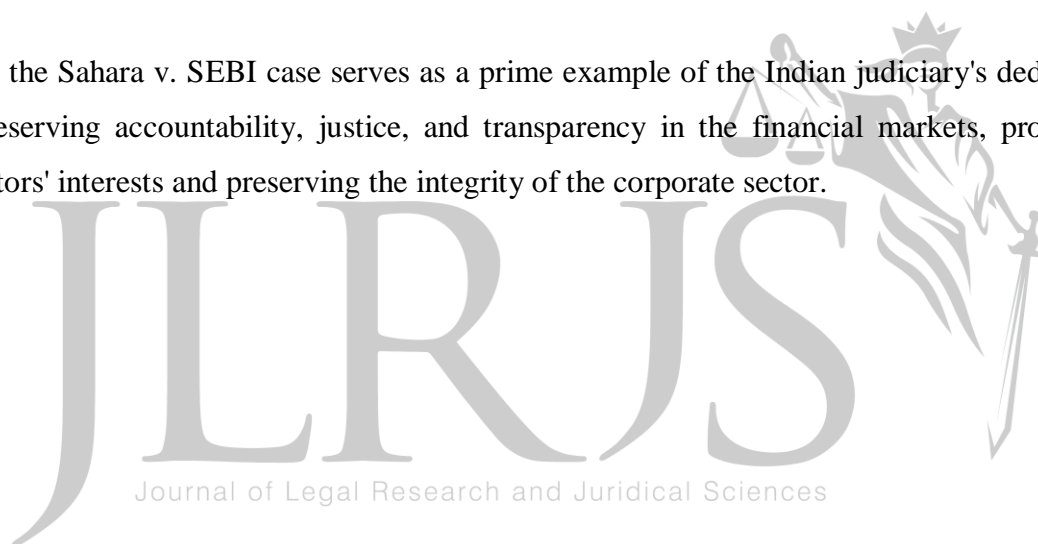 the Sahara v. SEBI case serves as a prime example of the Indian judiciary's ded
eserving accountability, justice, and transparency in the financial markets, pro
tors' interests and preserving the integrity of the corporate sector.
JLRJS
Journal of Legal Research and Juridical Sciences